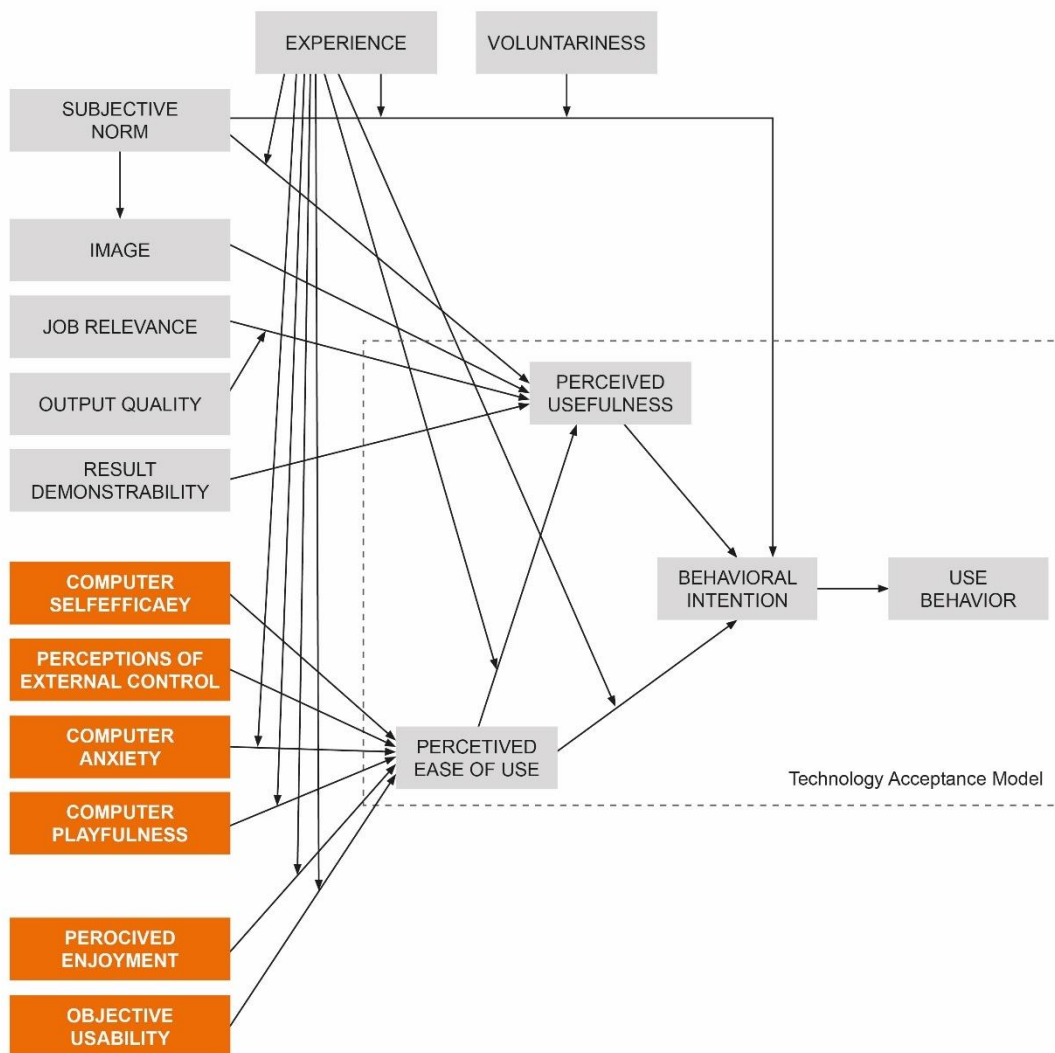 EXPERIENCE
VOLUNTARINESS
SUBJECTIVE
NORM
IMAGE
JOB RELEVANCE
OUTPUT QUALITY
RESULT
DEMONSTRABILITY
PERCEIVED
USEFULNESS
COMPUTER
SELFEFFICAEY
PERCEPTIONS OF
EXTERNAL CONTROL
COMPUTER
ANXIETY
COMPUTER
PLAYFULNESS
PEROCIVED
ENJOYMENT
OBJECTIVE
USABILITY
PERCETIVED
EASE OF USE
BEHAVIORAL
INTENTION
USE
BEHAVIOR
Technology Acceptance Model